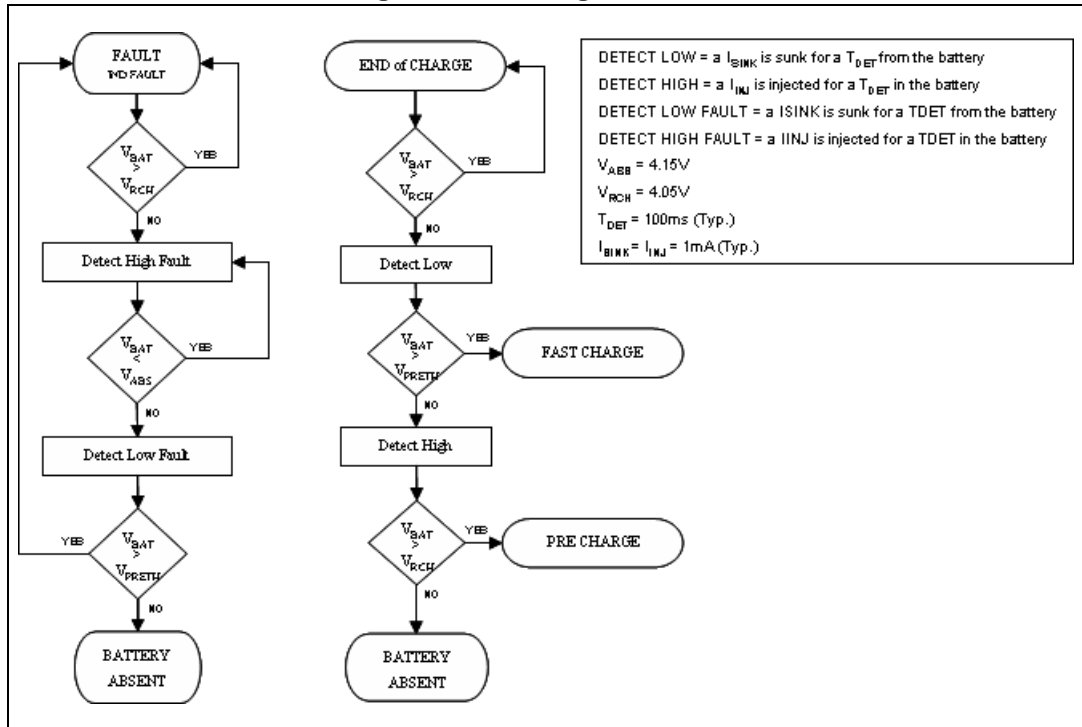 FAULT
IND FAULT
V_BAT
>
V_RCH
YES
NO
Detect High Fault
V_BAT
<
V_ABS
YES
NO
Detect Low Fault
V_BAT
>
V_PRETH
YES
NO
BATTERY
ABSENT
END of CHARGE
V_BAT
>
V_RCH
YES
NO
Detect Low
V_BAT
>
V_PRETH
YES
FAST CHARGE
NO
Detect High
V_BAT
>
V_RCH
YES
PRE CHARGE
NO
BATTERY
ABSENT
DETECT LOW = a I_SINK is sunk for a T_DET from the battery
DETECT HIGH = a I_INJ is injected for a T_DET in the battery
DETECT LOW FAULT = a ISINK is sunk for a TDET from the battery
DETECT HIGH FAULT = a IINJ is injected for a TDET in the battery
V_ABS = 4.15V
V_RCH = 4.05V
T_DET = 100ms (Typ.)
I_SINK = I_INJ = 1mA (Typ.)